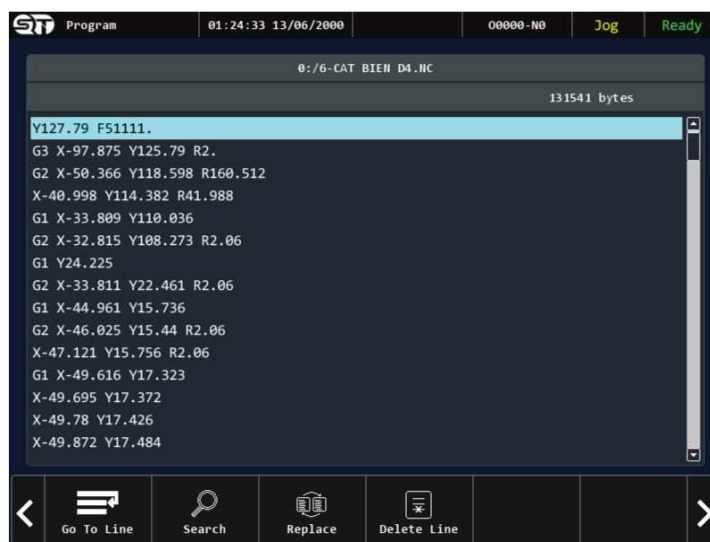 ST Program 01:24:33 13/06/2000 O0000-N0 Jog Ready
0:/6-CAT BIEN D4.NC
131541 bytes
Y127.79 F51111.
G3 X-97.875 Y125.79 R2.
G2 X-50.366 Y118.598 R160.512
X-40.998 Y114.382 R41.988
G1 X-33.809 Y110.036
G2 X-32.815 Y108.273 R2.06
G1 Y24.225
G2 X-33.811 Y22.461 R2.06
G1 X-44.961 Y15.736
G2 X-46.025 Y15.44 R2.06
X-47.121 Y15.756 R2.06
G1 X-49.616 Y17.323
X-49.695 Y17.372
X-49.78 Y17.426
X-49.872 Y17.484
Go To Line Search Replace Delete Line